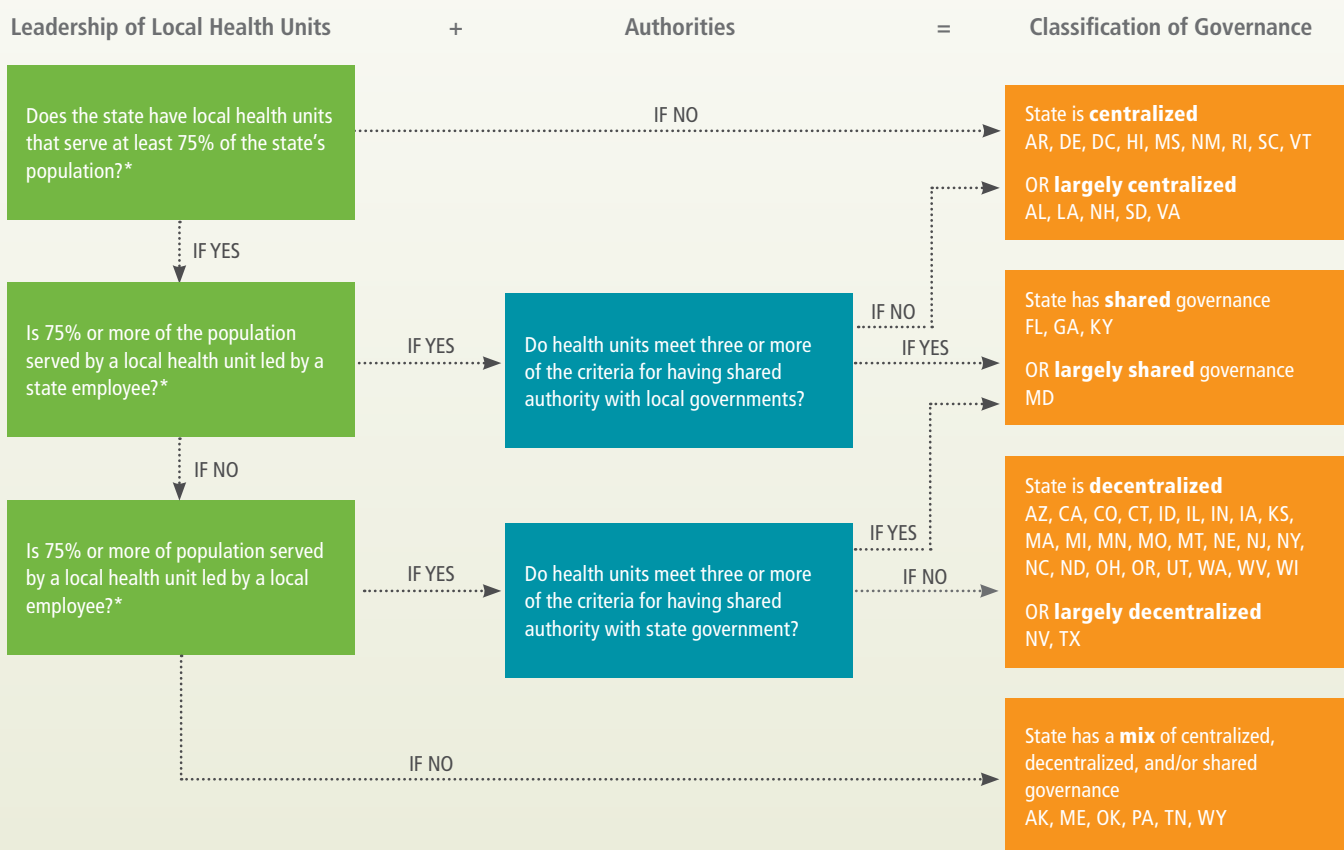 Leadership of Local Health Units + Authorities = Classification of Governance
Does the state have local health units
that serve at least 75% of the state's
population?*
IF NO
State is centralized
AR, DE, DC, HI, MS, NM, RI, SC, VT
OR largely centralized
AL, LA, NH, SD, VA
IF YES
Is 75% or more of the population
served by a local health unit led by a
state employee?*
IF YES
Do health units meet three or more
of the criteria for having shared
authority with local governments?
IF NO
IF YES
State has shared governance
FL, GA, KY
OR largely shared governance
MD
IF NO
Is 75% or more of population served
by a local health unit led by a local
employee?*
IF YES
Do health units meet three or more
of the criteria for having shared
authority with state government?
IF YES
IF NO
State is decentralized
AZ, CA, CO, CT, ID, IL, IN, IA, KS,
MA, MI, MN, MO, MT, NE, NJ, NY,
NC, ND, OH, OR, UT, WA, WV, WI
OR largely decentralized
NV, TX
IF NO
State has a mix of centralized,
decentralized, and/or shared
governance
AK, ME, OK, PA, TN, WY